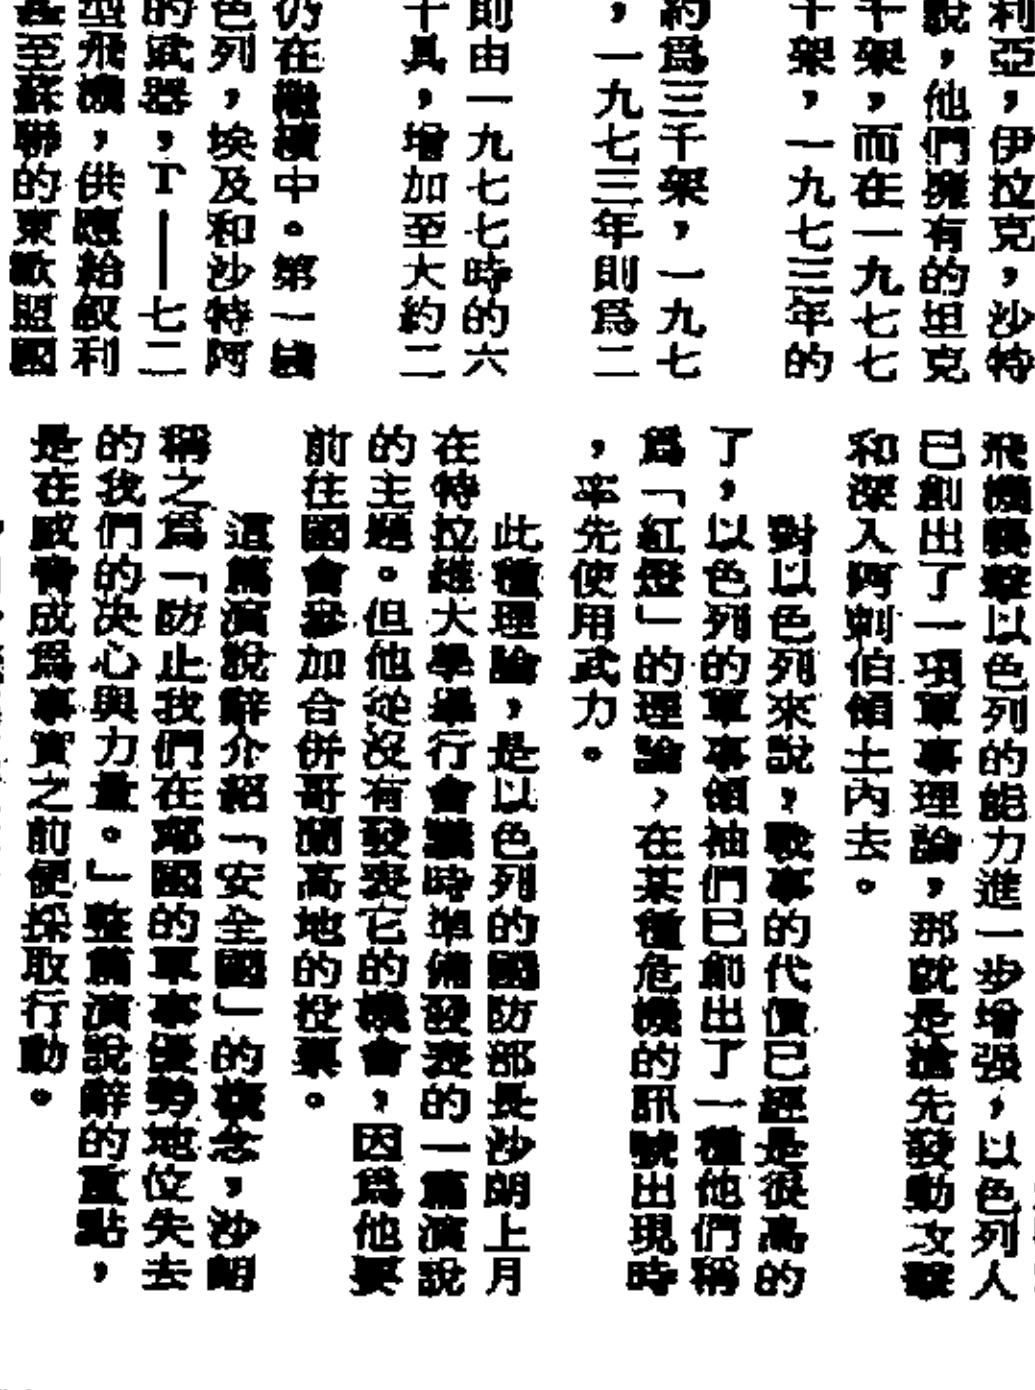 利亞，伊拉克，沙特
說，他們擁有的坦克
千架，而在一九七七
十架，一九七三年的
約爲三千架，一九七
，一九七三年則爲二
則由一九七七時的六
十具，增加至大約二
仍在繼續中。第一線
色列，埃及和沙特阿
的武器，T——七二
型飛機，供應給叙利
甚至蘇聯的東歐盟國
飛機襲擊以色列的能力進一步增强，以色列人
已創出了一項軍事理論，那就是搶先發動攻擊
和深入阿剌伯領土內去。
對以色列來說，戰事的代價已經是很高的
了，以色列的軍事領袖們已創出了一種他們稱
爲「紅燈」的理論，在某種危機的訊號出現時
，率先使用武力。
此種理論，是以色列的國防部長沙朗上月
在特拉維大學舉行會議時準備發表的一篇演說
的主題。但他從沒有發表它的機會，因爲他要
前往國會參加合併哥蘭高地的投票。
這篇演說辭介紹「安全國」的概念，沙朗
稱之爲「防止我們在鄰國的軍事優勢地位失去
的我們的決心與力量。」整篇演說辭的重點，
是在威脅成爲事實之前便採取行動。